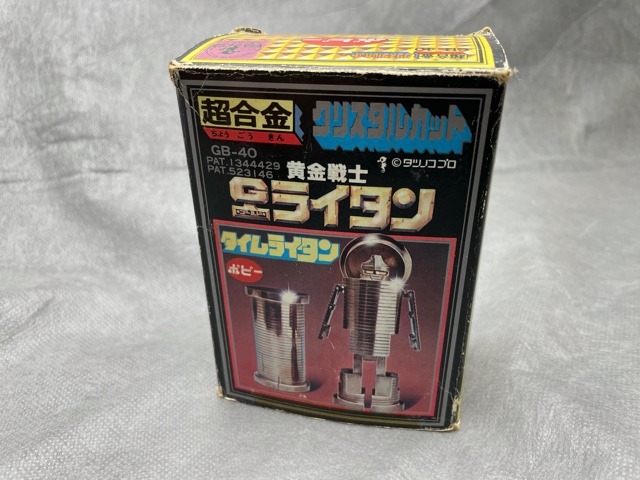 超合金
ちょう ごう きん
クリスタルカット
GB-40
PAT.1344429
PAT.523146
©タツノコプロ
黄金戦士
ゴールド
ライタン
タイムライタン
ポピー